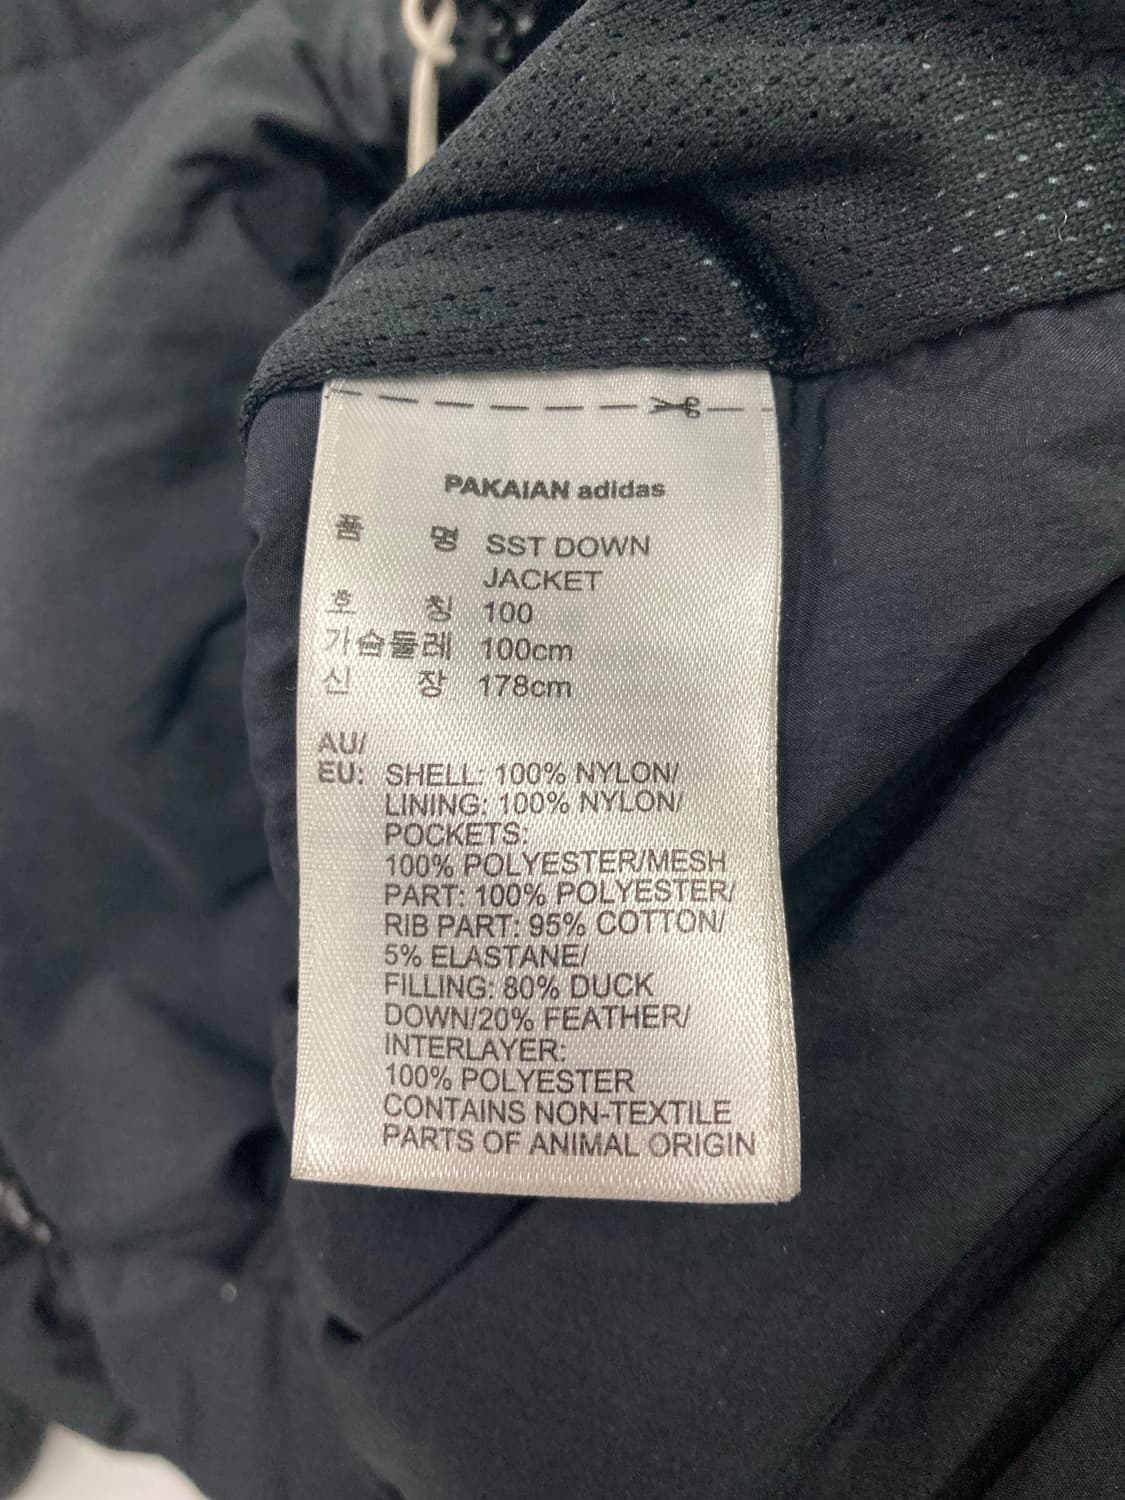 PAKAIAN adidas
품 명 SST DOWN
JACKET
호 칭 100
가슴둘레 100cm
신 장 178cm
AU/
EU: SHELL: 100% NYLON/
LINING: 100% NYLON/
POCKETS:
100% POLYESTER/MESH
PART: 100% POLYESTER/
RIB PART: 95% COTTON/
5% ELASTANE/
FILLING: 80% DUCK
DOWN/20% FEATHER/
INTERLAYER:
100% POLYESTER
CONTAINS NON-TEXTILE
PARTS OF ANIMAL ORIGIN